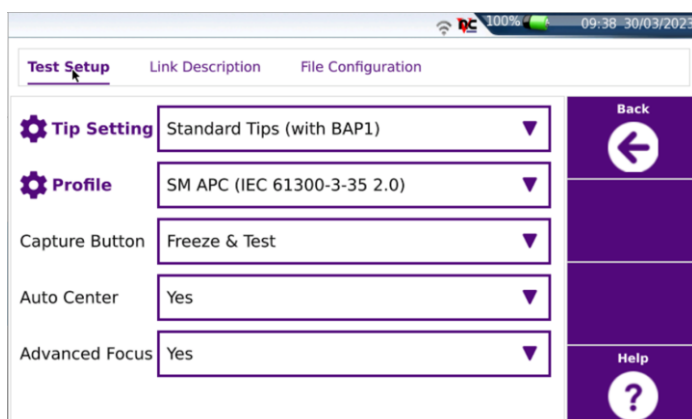 100%
09:38 30/03/2023
Test Setup Link Description File Configuration
Back
Tip Setting Standard Tips (with BAP1)
Profile SM APC (IEC 61300-3-35 2.0)
Capture Button Freeze & Test
Auto Center Yes
Advanced Focus Yes
Help
?